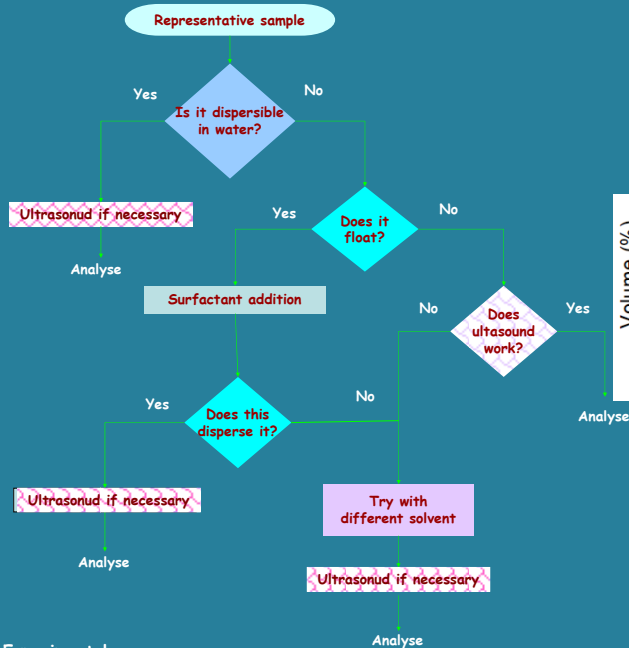 Representative sample
Yes
No
Is it dispersible
in water?
Ultrasonud if necessary
Analyse
Yes
No
Does it
float?
Surfactant addition
No
Yes
Does
ultasound
work?
Analyse
Volume (%)
Yes
No
Does this
disperse it?
Ultrasonud if necessary
Analyse
Try with
different solvent
Ultrasonud if necessary
Analyse